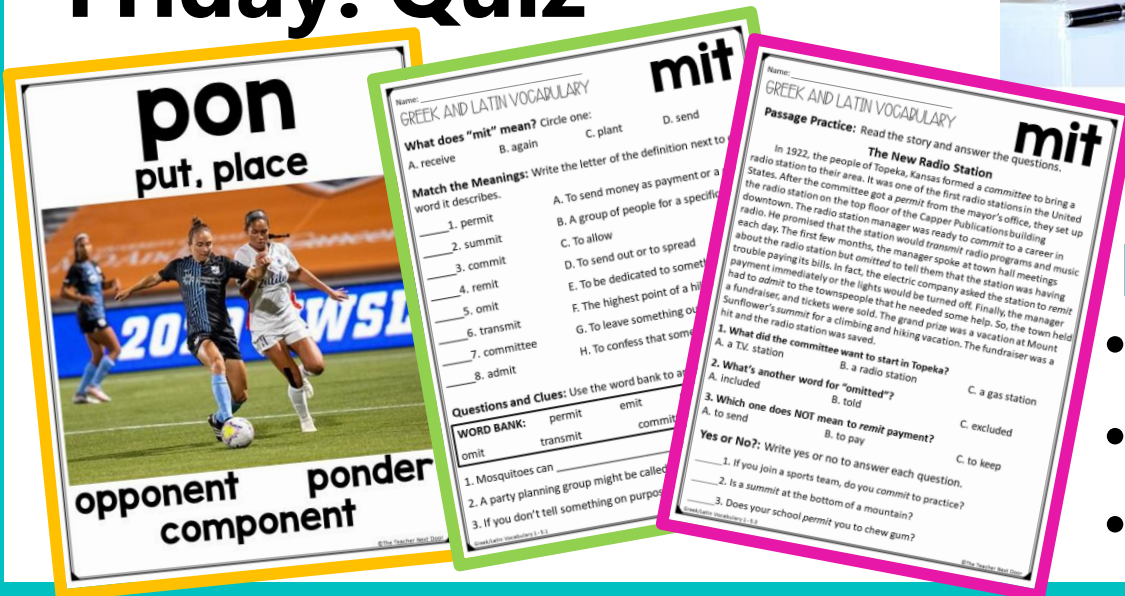 Friday: Quiz
pon
put, place
20 WSL
opponent
ponder
component
©The Teacher Next Door
Name:
mit
GREEK AND LATIN VOCABULARY
What does "mit" mean? Circle one:
A. receive B. again C. plant D. send
Match the Meanings: Write the letter of the definition next to
word it describes.
_____1. permit
_____2. summit
_____3. commit
_____4. remit
_____5. omit
_____6. transmit
_____7. committee
_____8. admit
A. To send money as payment or a
B. A group of people for a specific
C. To allow
D. To send out or to spread
E. To be dedicated to
F. The highest point of a
G. To leave something
H. To confess that
Questions and Clues: Use the word bank to
WORD BANK: permit emit
omit transmit
1. Mosquitoes can
2. A party planning group might be called
3. If you don't tell something on
Greek/Latin Vocabulary 1 - 5.1
Name:
GREEK AND LATIN VOCABULARY
mit
Passage Practice: Read the story and answer the questions.
The New Radio Station
In 1922, the people of Topeka, Kansas formed a committee to bring a
radio station to their area. It was one of the first radio stations in the United
States. After the committee got a permit from the mayor's office, they set up
the radio station on the top floor of the Capper Publications building
downtown. The radio station manager was ready to commit to a career in
radio. He promised that the station would transmit radio programs and music
each day. The first few months, the manager spoke at town hall meetings
about the radio station but omitted to tell them that the station was having
trouble paying its bills. In fact, the electric company asked the station to remit
payment immediately or the lights would be turned off. Finally, the manager
had to admit to the townspeople that he needed some help. So, the town held
a fundraiser, and tickets were sold. The grand prize was a vacation at Mount
Sunflower's summit for a climbing and hiking vacation. The fundraiser was a
hit and the radio station was saved.
1. What did the committee want to start in Topeka?
A. a T.V. station B. a radio station C. a gas station
2. What's another word for "omitted"?
A. included B. told C. excluded
3. Which one does NOT mean to remit payment?
A. to send B. to pay C. to keep
Yes or No?: Write yes or no to answer each question.
_____1. If you join a sports team, do you commit to practice?
_____2. Is a summit at the bottom of a mountain?
_____3. Does your school permit you to chew gum?
©The Teacher Next Door